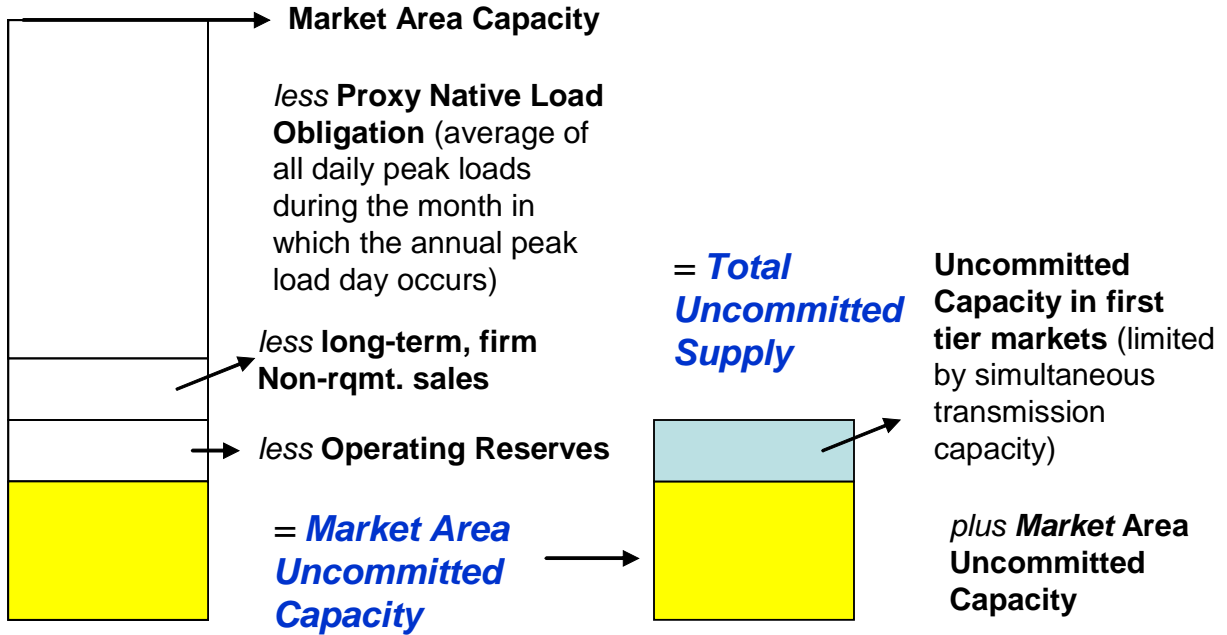 Market Area Capacity
less Proxy Native Load
Obligation (average of
all daily peak loads
during the month in
which the annual peak
load day occurs)
less long-term, firm
Non-rqmt. sales
less Operating Reserves
= Market Area
Uncommitted
Capacity
= Total
Uncommitted
Supply
Uncommitted
Capacity in first
tier markets (limited
by simultaneous
transmission
capacity)
plus Market Area
Uncommitted
Capacity